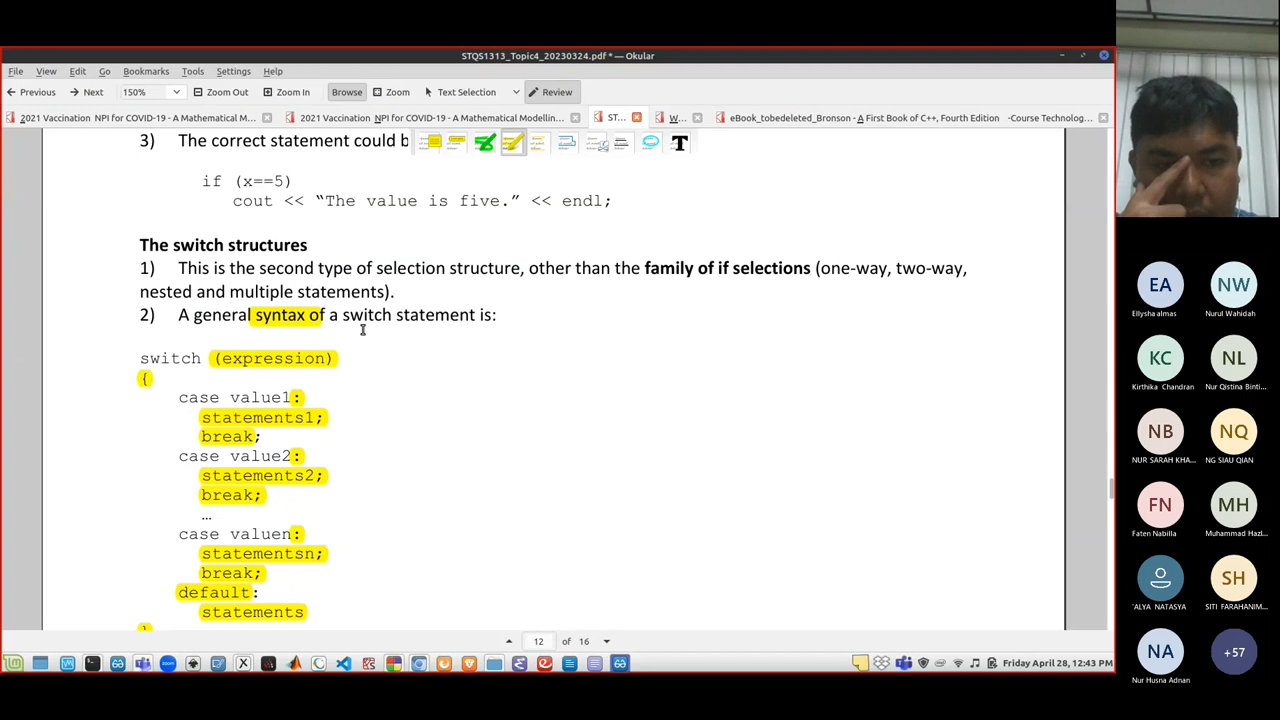 STQS1313_Topic4_20230324.pdf * — Okular
File View Edit Go Bookmarks Tools Settings Help
Previous Next 150% Zoom Out Zoom In Browse Zoom Text Selection Review
2021 Vaccination NPI for COVID-19 - A Mathematical M... 2021 Vaccination NPI for COVID-19 - A Mathematical Modellin... ST... W... eBook_tobedeleted_Bronson - A First Book of C++, Fourth Edition -Course Technolog...
3) The correct statement could b
T
if (x==5)
cout << “The value is five.” << endl;
The switch structures
1) This is the second type of selection structure, other than the family of if selections (one-way, two-way,
nested and multiple statements).
2) A general syntax of a switch statement is:
switch (expression)
{
case value1:
statements1;
break;
case value2:
statements2;
break;
…
case valuen:
statementsn;
break;
default:
statements
}
12 of 16
Friday April 28, 12:43 PM
EA
Ellysha almas
NW
Nurul Wahidah
KC
Kirthika Chandran
NL
Nur Qistina Binti...
NB
NUR SARAH KHA...
NQ
NG SIAU QIAN
FN
Faten Nabilla
MH
Muhammad Hazi...
'ALYA NATASYA
SH
SITI FARAHANIM...
NA
Nur Husna Adnan
+57